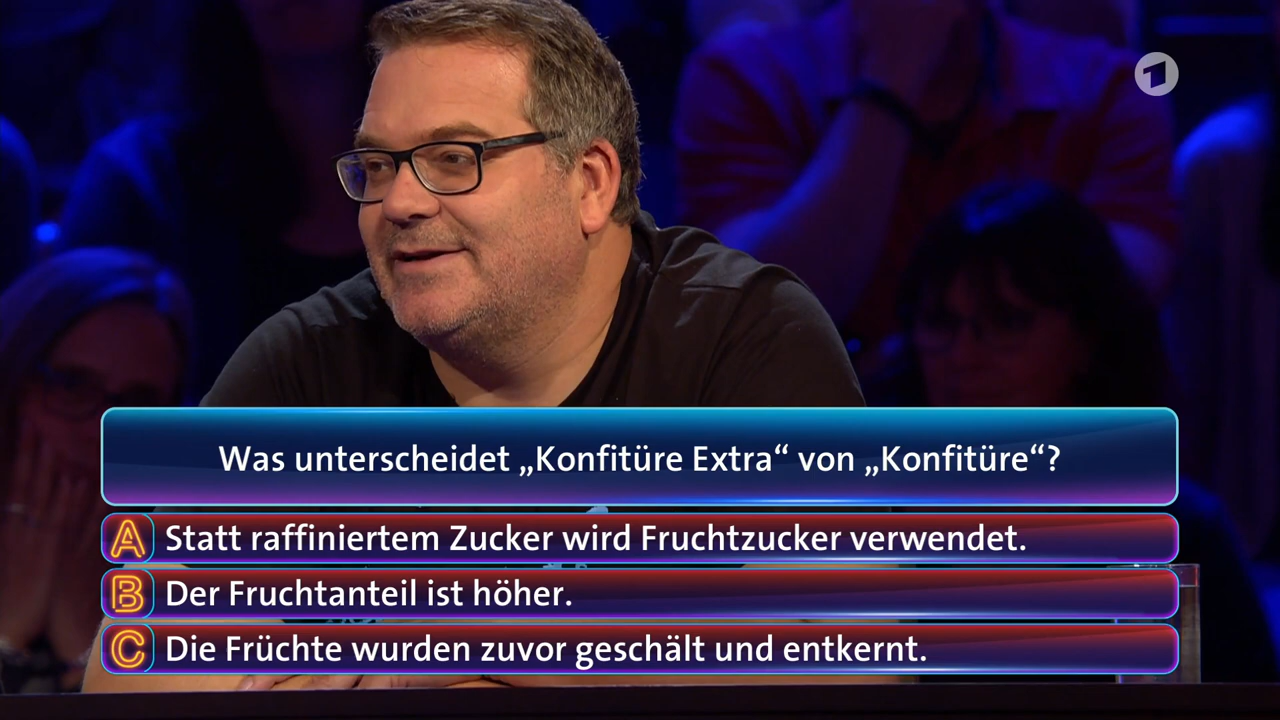 1
Was unterscheidet „Konfitüre Extra“ von „Konfitüre“?
A Statt raffiniertem Zucker wird Fruchtzucker verwendet.
B Der Fruchtanteil ist höher.
C Die Früchte wurden zuvor geschält und entkernt.